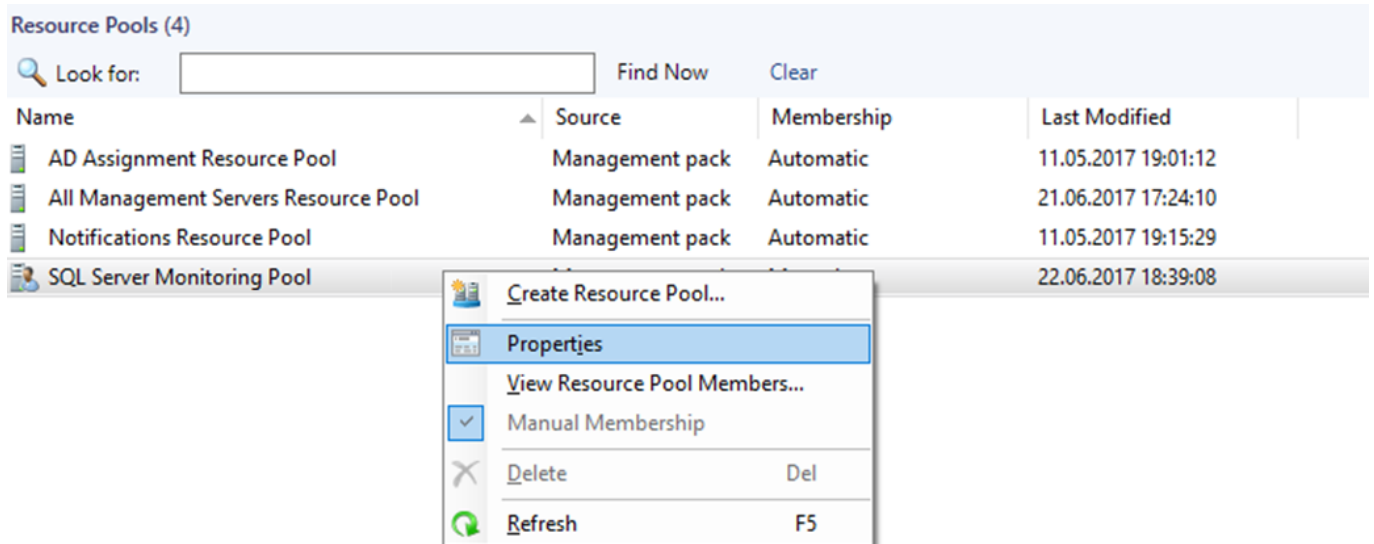 Resource Pools (4)
Look for: Find Now Clear
Name Source Membership Last Modified
AD Assignment Resource Pool Management pack Automatic 11.05.2017 19:01:12
All Management Servers Resource Pool Management pack Automatic 21.06.2017 17:24:10
Notifications Resource Pool Management pack Automatic 11.05.2017 19:15:29
SQL Server Monitoring Pool 22.06.2017 18:39:08
Create Resource Pool...
Properties
View Resource Pool Members...
Manual Membership
Delete Del
Refresh F5